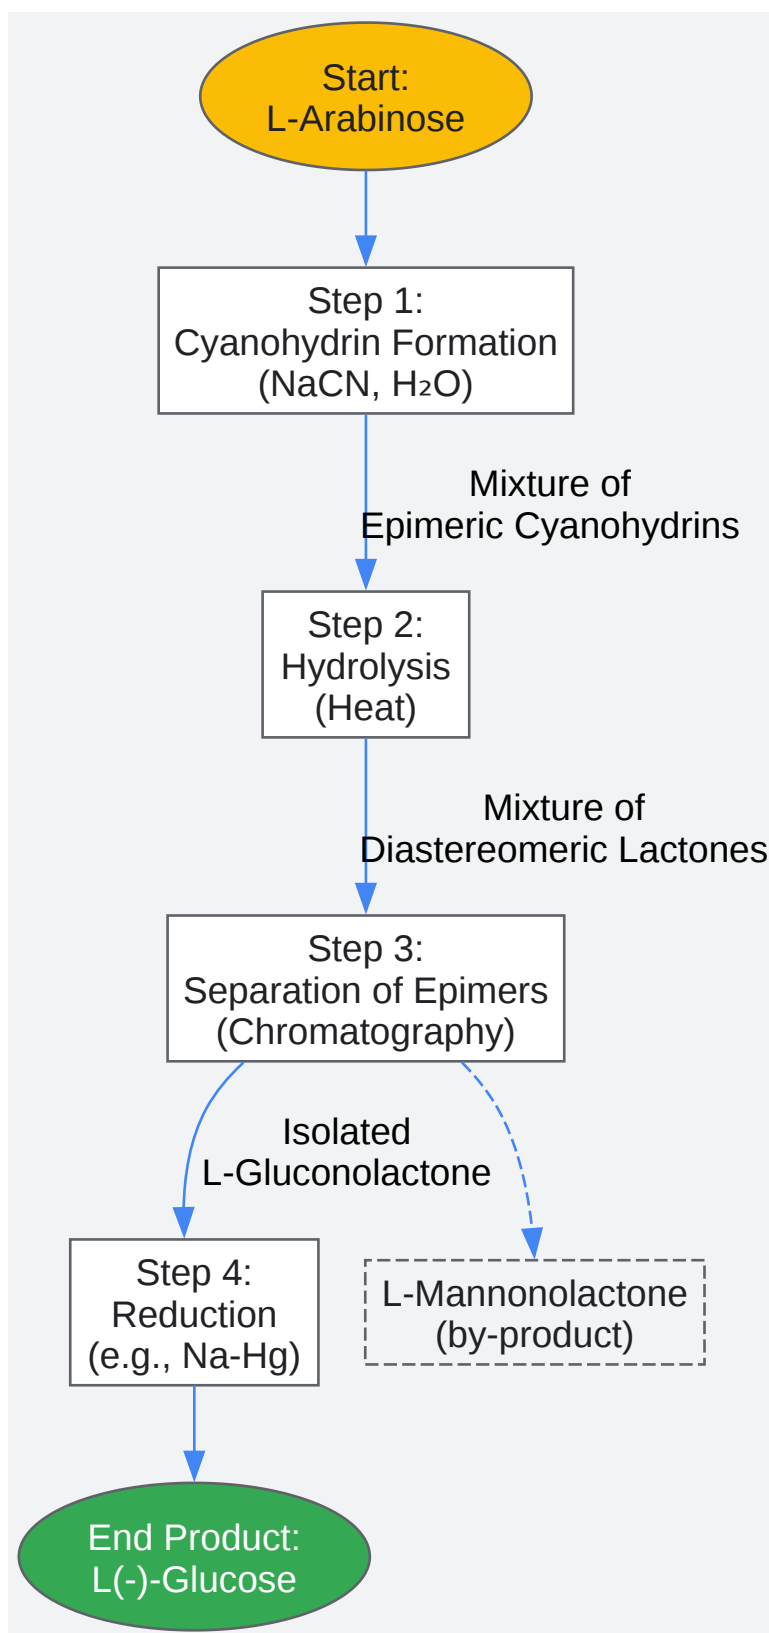 Start:
L-Arabinose
Step 1:
Cyanohydrin Formation
(NaCN, H₂O)
Mixture of
Epimeric Cyanohydrins
Step 2:
Hydrolysis
(Heat)
Mixture of
Diastereomeric Lactones
Step 3:
Separation of Epimers
(Chromatography)
Isolated
L-Gluconolactone
Step 4:
Reduction
(e.g., Na-Hg)
L-Mannonolactone
(by-product)
End Product:
L(-)-Glucose